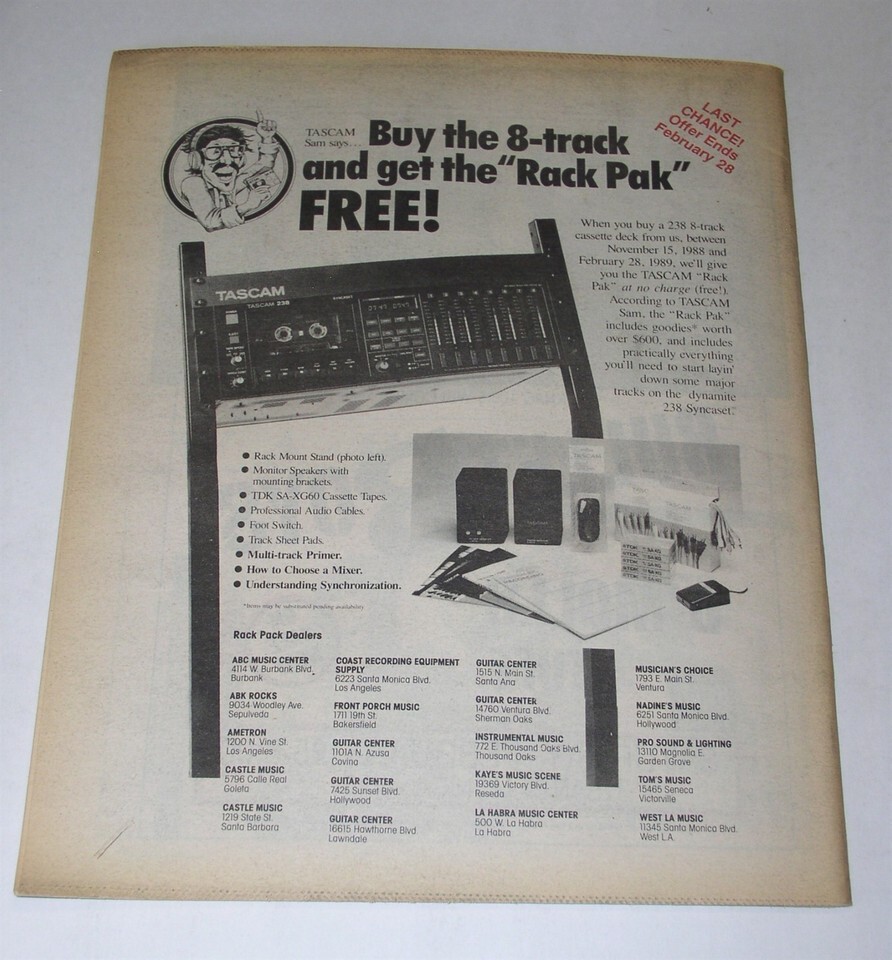 TASCAM
Sam says...
Buy the 8-track
and get the "Rack Pak"
FREE!
LAST
CHANCE!
Offer Ends
February 28
When you buy a 238 8-track
cassette deck from us, between
November 15, 1988 and
February 28, 1989, we'll give
you the TASCAM "Rack
Pak" at no charge (free!).
According to TASCAM
Sam, the "Rack Pak"
includes goodies* worth
over $600, and includes
practically everything
you'll need to start layin'
down some major
tracks on the dynamite
238 Syncaset.
TASCAM
TASCAM 238
SYNCASET
● Rack Mount Stand (photo left).
● Monitor Speakers with
mounting brackets.
● TDK SA-XG60 Cassette Tapes.
● Professional Audio Cables.
● Foot Switch.
● Track Sheet Pads.
● Multi-track Primer.
● How to Choose a Mixer.
● Understanding Synchronization.
*Items may be substituted pending availability
TASCAM
TASCAM
Rack Pack Dealers
ABC MUSIC CENTER
4114 W. Burbank Blvd.
Burbank
ABK ROCKS
9034 Woodley Ave.
Sepulveda
AMETRON
1200 N. Vine St.
Los Angeles
CASTLE MUSIC
5796 Calle Real
Goleta
CASTLE MUSIC
1219 State St.
Santa Barbara
COAST RECORDING EQUIPMENT
SUPPLY
6223 Santa Monica Blvd.
Los Angeles
FRONT PORCH MUSIC
1711 19th St.
Bakersfield
GUITAR CENTER
1101A N. Azusa
Covina
GUITAR CENTER
7425 Sunset Blvd.
Hollywood
GUITAR CENTER
16615 Hawthorne Blvd
Lawndale
GUITAR CENTER
1515 N. Main St.
Santa Ana
GUITAR CENTER
14760 Ventura Blvd.
Sherman Oaks
INSTRUMENTAL MUSIC
772 E. Thousand Oaks Blvd.
Thousand Oaks
KAYE'S MUSIC SCENE
19369 Victory Blvd.
Reseda
LA HABRA MUSIC CENTER
500 W. La Habra
La Habra
MUSICIAN'S CHOICE
1793 E. Main St.
Ventura
NADINE'S MUSIC
6251 Santa Monica Blvd.
Hollywood
PRO SOUND & LIGHTING
13110 Magnolia E.
Garden Grove
TOM'S MUSIC
15465 Seneca
Victorville
WEST LA MUSIC
11345 Santa Monica Blvd.
West L.A.